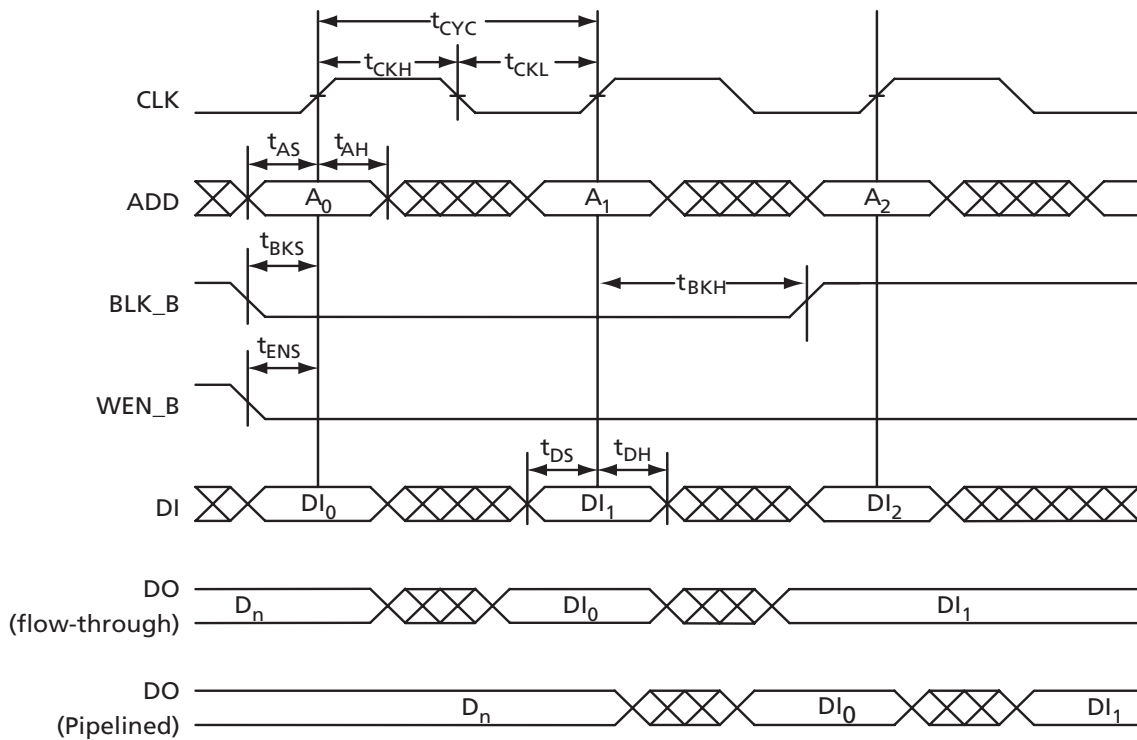 tCYC
tCKH tCKL
CLK
tAS tAH
ADD A0 A1 A2
tBKS
BLK_B tBKH
tENS
WEN_B
tDS tDH
DI DI0 DI1 DI2
DO
(flow-through) Dn DI0 DI1
DO
(Pipelined) Dn DI0 DI1